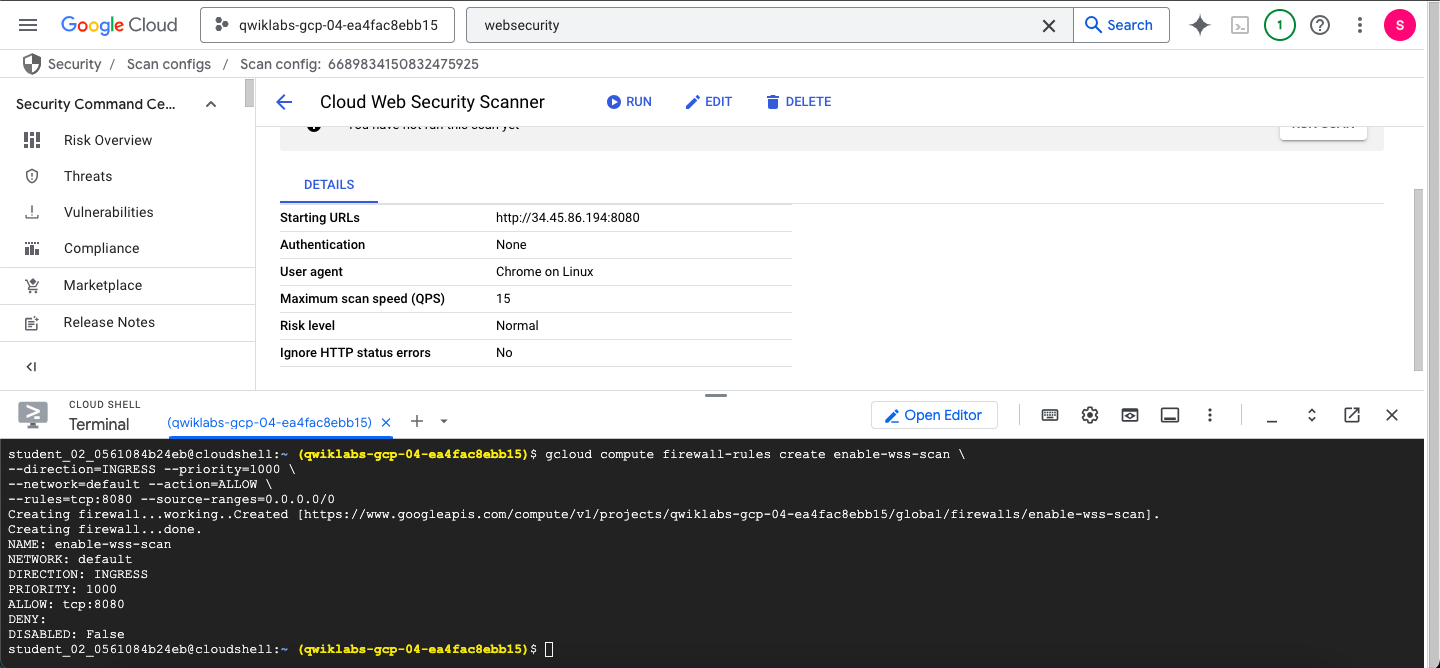 Google Cloud
qwiklabs-gcp-04-ea4fac8ebb15
websecurity
Search
1
S
Security / Scan configs / Scan config: 6689834150832475925
Security Command Ce...
Risk Overview
Threats
Vulnerabilities
Compliance
Marketplace
Release Notes
Cloud Web Security Scanner
RUN
EDIT
DELETE
You have not run this scan yet
RUN SCAN
DETAILS
Starting URLs http://34.45.86.194:8080
Authentication None
User agent Chrome on Linux
Maximum scan speed (QPS) 15
Risk level Normal
Ignore HTTP status errors No
CLOUD SHELL
Terminal
(qwiklabs-gcp-04-ea4fac8ebb15)
Open Editor
student_02_0561084b24eb@cloudshell:~ (qwiklabs-gcp-04-ea4fac8ebb15)$ gcloud compute firewall-rules create enable-wss-scan \
--direction=INGRESS --priority=1000 \
--network=default --action=ALLOW \
--rules=tcp:8080 --source-ranges=0.0.0.0/0
Creating firewall...working..Created [https://www.googleapis.com/compute/v1/projects/qwiklabs-gcp-04-ea4fac8ebb15/global/firewalls/enable-wss-scan].
Creating firewall...done.
NAME: enable-wss-scan
NETWORK: default
DIRECTION: INGRESS
PRIORITY: 1000
ALLOW: tcp:8080
DENY:
DISABLED: False
student_02_0561084b24eb@cloudshell:~ (qwiklabs-gcp-04-ea4fac8ebb15)$